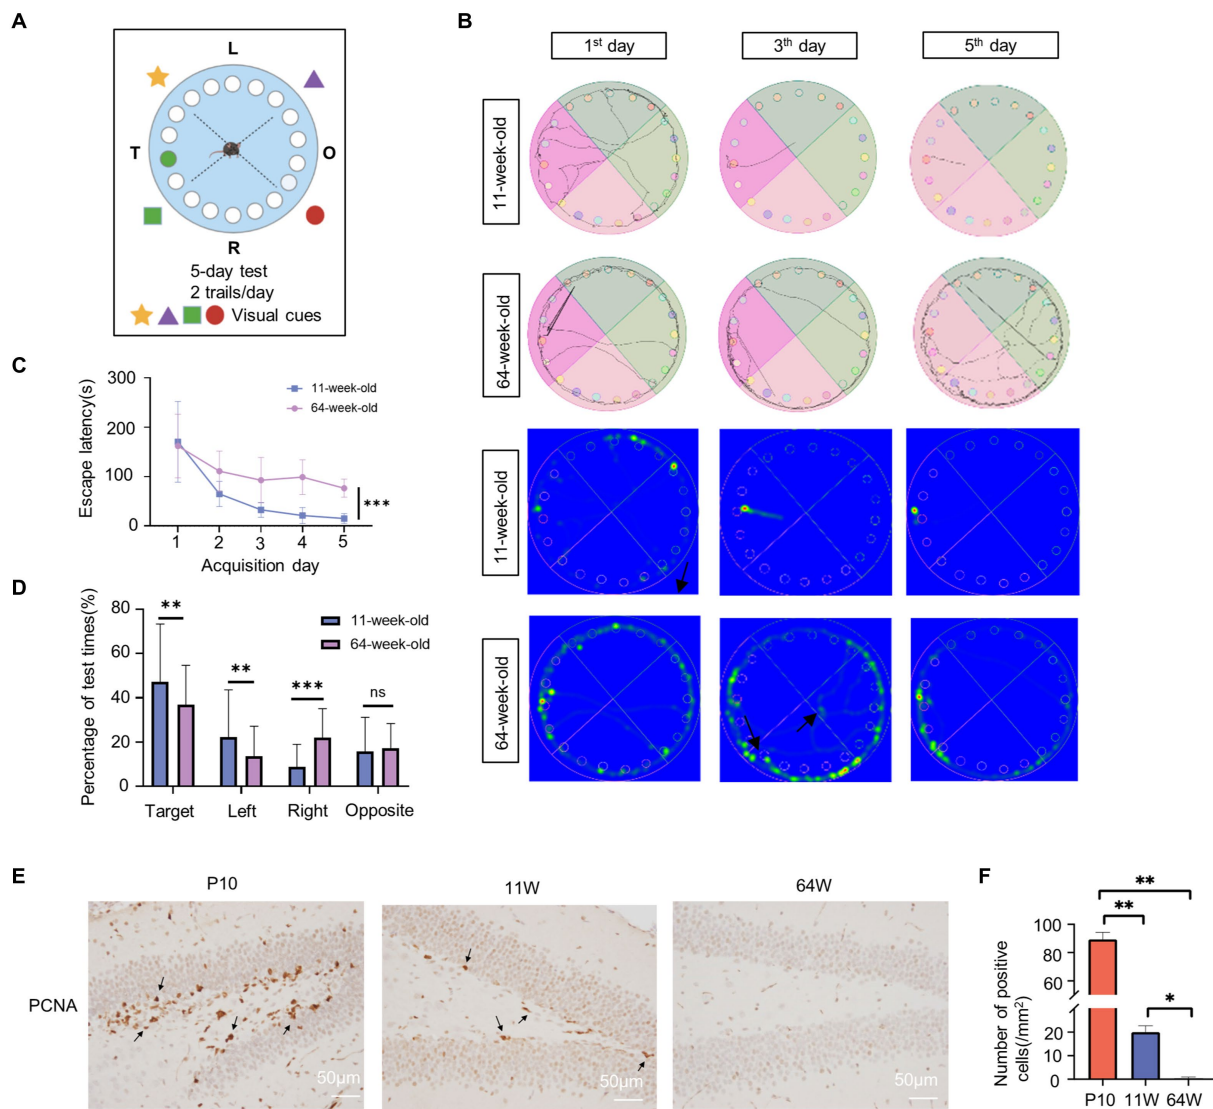 A
L
T
O
R
5-day test
2 trails/day
Visual cues
B
1st day
3th day
5th day
11-week-old
64-week-old
11-week-old
64-week-old
C
300
200
100
0
Escape latency(s)
11-week-old
64-week-old
***
1 2 3 4 5
Acquisition day
D
80
60
40
20
0
Percentage of test times(%)
11-week-old
64-week-old
**
**
***
ns
Target Left Right Opposite
E
P10
11W
64W
PCNA
50μm
50μm
50μm
F
**
**
*
100
80
60
20
10
0
Number of positive
cells(/mm²)
P10 11W 64W